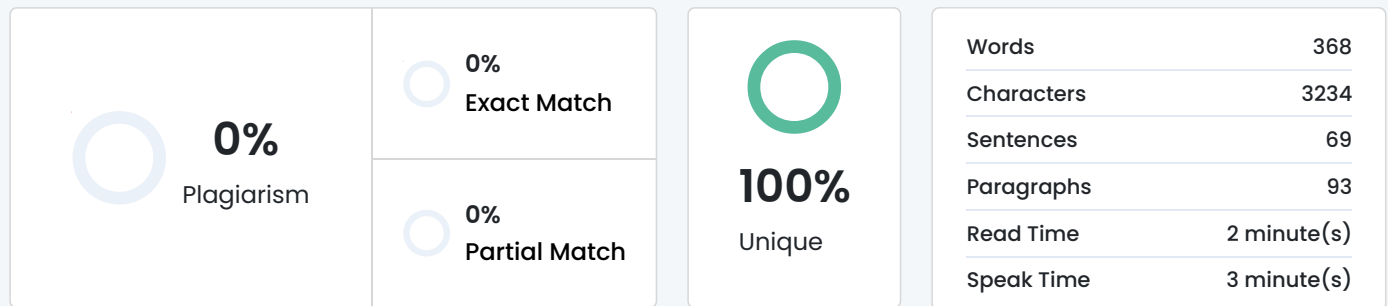 0%
Plagiarism
0%
Exact Match
0%
Partial Match
100%
Unique
Words 368
Characters 3234
Sentences 69
Paragraphs 93
Read Time 2 minute(s)
Speak Time 3 minute(s)